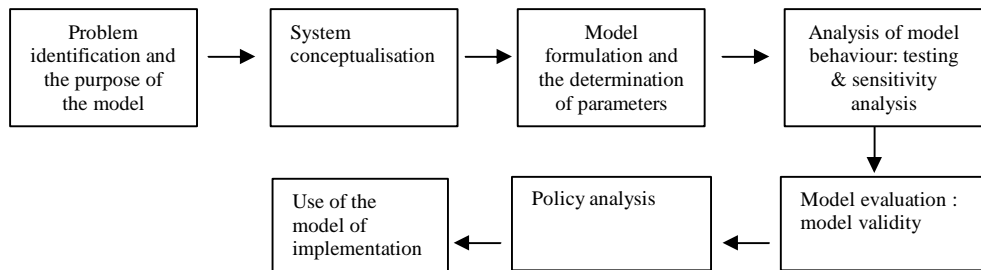 Problem
identification and
the purpose of
the model
System
conceptualisation
Model
formulation and
the determination
of parameters
Analysis of model
behaviour: testing
& sensitivity
analysis
Model evaluation :
model validity
Policy analysis
Use of the
model of
implementation